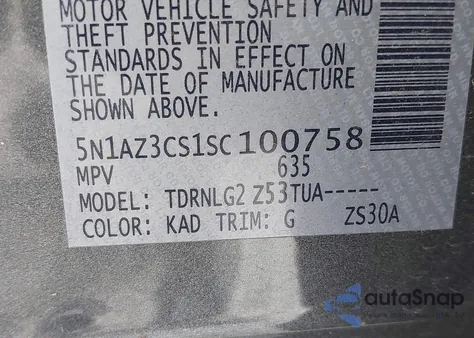 MOTOR VEHICLE SAFETY AND
THEFT PREVENTION
STANDARDS IN EFFECT ON
THE DATE OF MANUFACTURE
SHOWN ABOVE.
5N1AZ3CS1SC100758
MPV 635
MODEL: TDRNLG2 Z53TUA-----
COLOR: KAD TRIM: G ZS30A
autaSnap